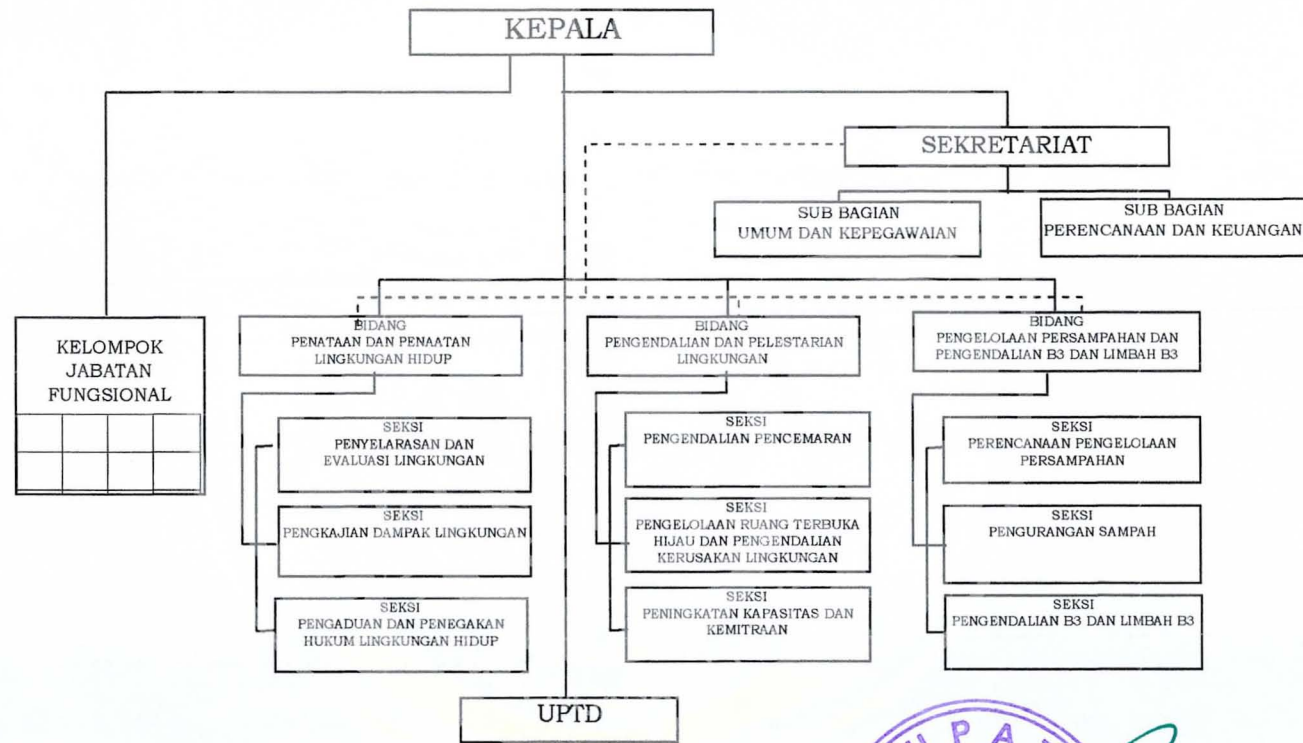 KEPALA
SEKRETARIAT
SUB BAGIAN
UMUM DAN KEPEGAWAIAN
SUB BAGIAN
PERENCANAAN DAN KEUANGAN
KELOMPOK
JABATAN
FUNGSIONAL
BIDANG
PENATAAN DAN PENAATAN
LINGKUNGAN HIDUP
SEKSI
PENYELARASAN DAN
EVALUASI LINGKUNGAN
SEKSI
PENGKAJIAN DAMPAK LINGKUNGAN
SEKSI
PENGADUAN DAN PENEGAKAN
HUKUM LINGKUNGAN HIDUP
BIDANG
PENGENDALIAN DAN PELESTARIAN
LINGKUNGAN
SEKSI
PENGENDALIAN PENCEMARAN
SEKSI
PENGELOLAAN RUANG TERBUKA
HIJAU DAN PENGENDALIAN
KERUSAKAN LINGKUNGAN
SEKSI
PENINGKATAN KAPASITAS DAN
KEMITRAAN
BIDANG
PENGELOLAAN PERSAMPAHAN DAN
PENGENDALIAN B3 DAN LIMBAH B3
SEKSI
PERENCANAAN PENGELOLAAN
PERSAMPAHAN
SEKSI
PENGURANGAN SAMPAH
SEKSI
PENGENDALIAN B3 DAN LIMBAH B3
UPTD